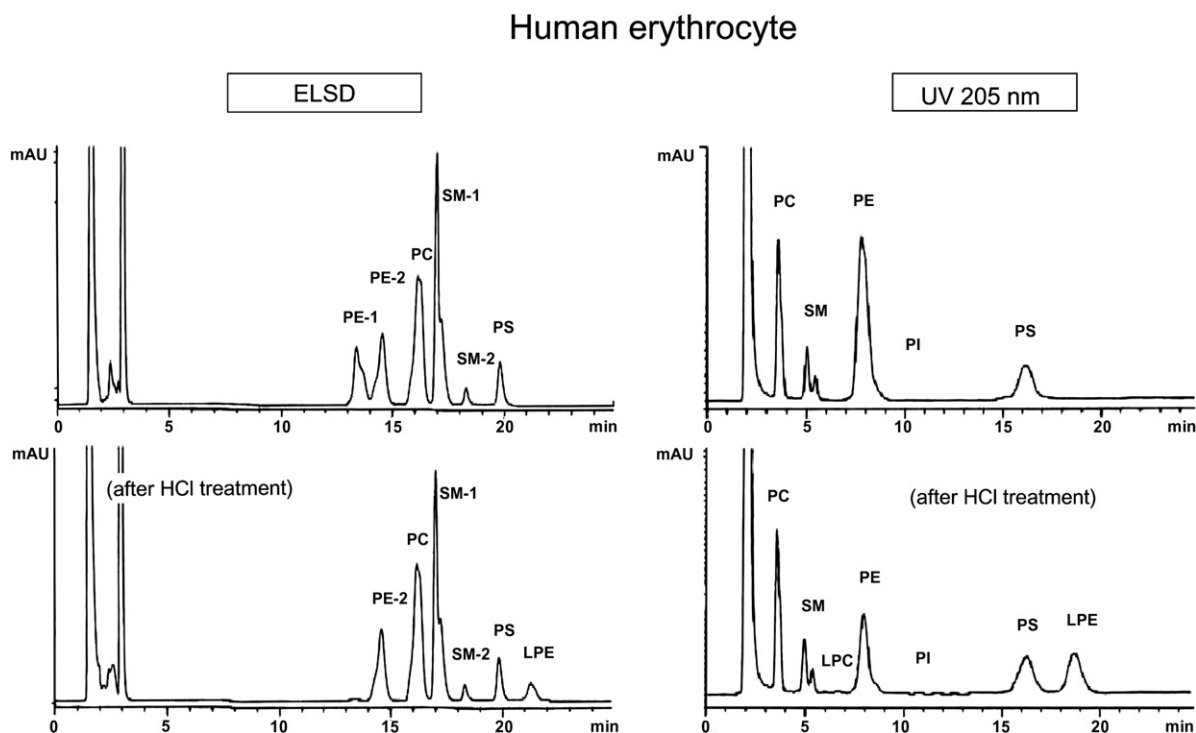 Human erythrocyte
ELSD
UV 205 nm
mAU
SM-1
PC
PE-2
PE-1
SM-2
PS
0 5 10 15 20 min
mAU
PC
PE
SM
PI
PS
0 5 10 15 20 min
mAU
(after HCl treatment)
SM-1
PC
PE-2
SM-2
PS
LPE
0 5 10 15 20 min
mAU
PC
(after HCl treatment)
PE
SM
LPC
PI
PS
LPE
0 5 10 15 20 min